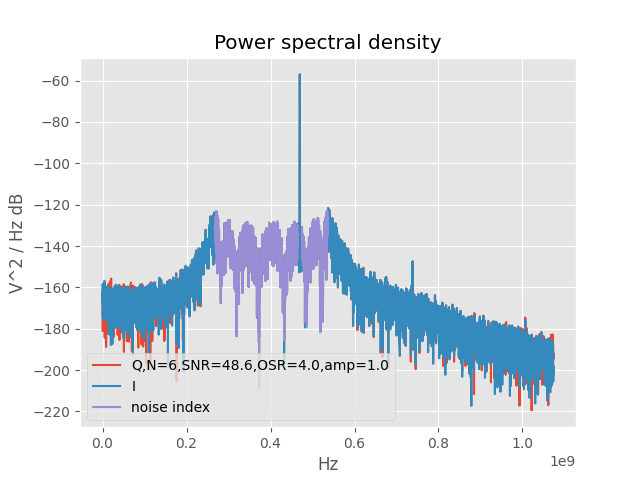 Power spectral density
V^2 / Hz dB
−60
−80
−100
−120
−140
−160
−180
−200
−220
Q,N=6,SNR=48.6,OSR=4.0,amp=1.0
I
noise index
0.0 0.2 0.4 0.6 0.8 1.0
1e9
Hz